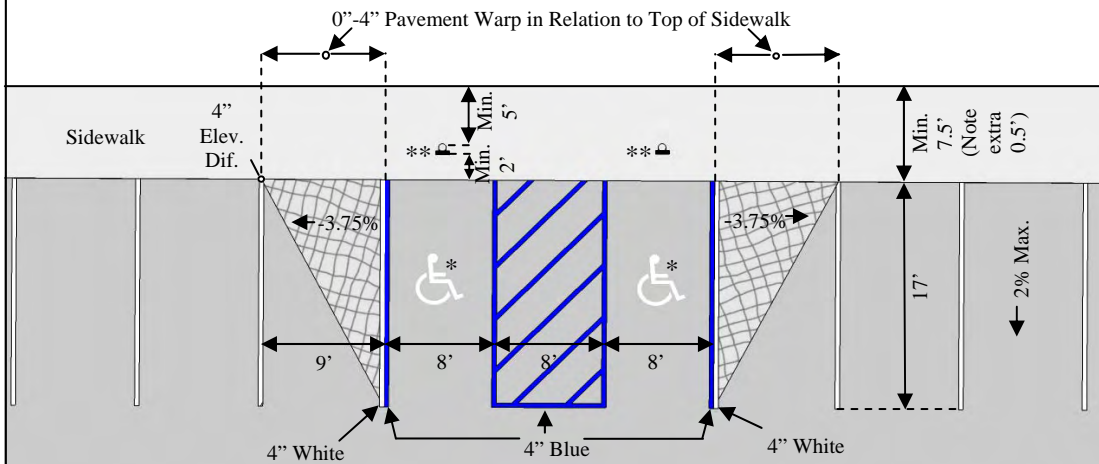 0”-4” Pavement Warp in Relation to Top of Sidewalk
4”
Elev.
Dif.
Sidewalk
Min.
5’
**
**
Min.
2’
Min.
7.5’
(Note
extra
0.5’)
-3.75%
-3.75%
*
*
17’
2% Max.
9’
8’
8’
8’
4” White
4” Blue
4” White